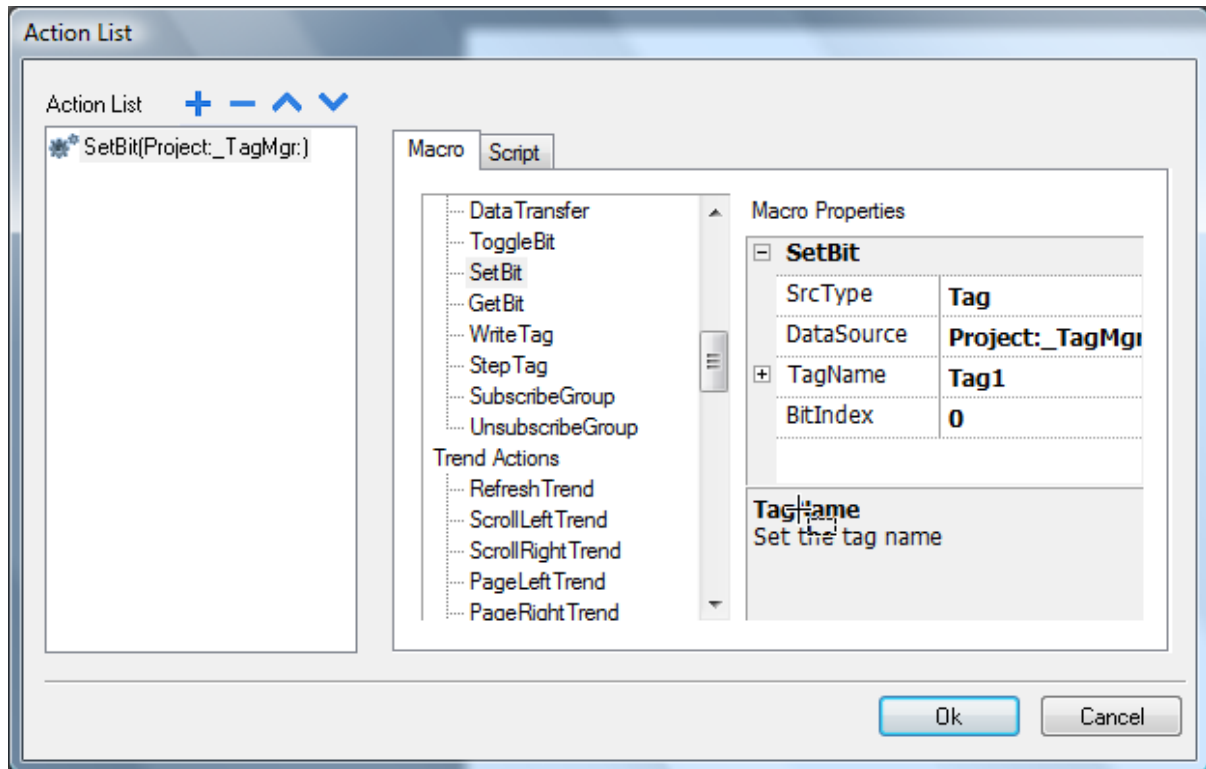 Action List
Action List
SetBit(Project:_TagMgr:)
Macro
Script
DataTransfer
ToggleBit
SetBit
GetBit
WriteTag
StepTag
SubscribeGroup
UnsubscribeGroup
Trend Actions
RefreshTrend
ScrollLeftTrend
ScrollRightTrend
PageLeftTrend
PageRightTrend
Macro Properties
SetBit
SrcType Tag
DataSource Project:_TagMgr
TagName Tag1
BitIndex 0
TagName
Set the tag name
Ok
Cancel